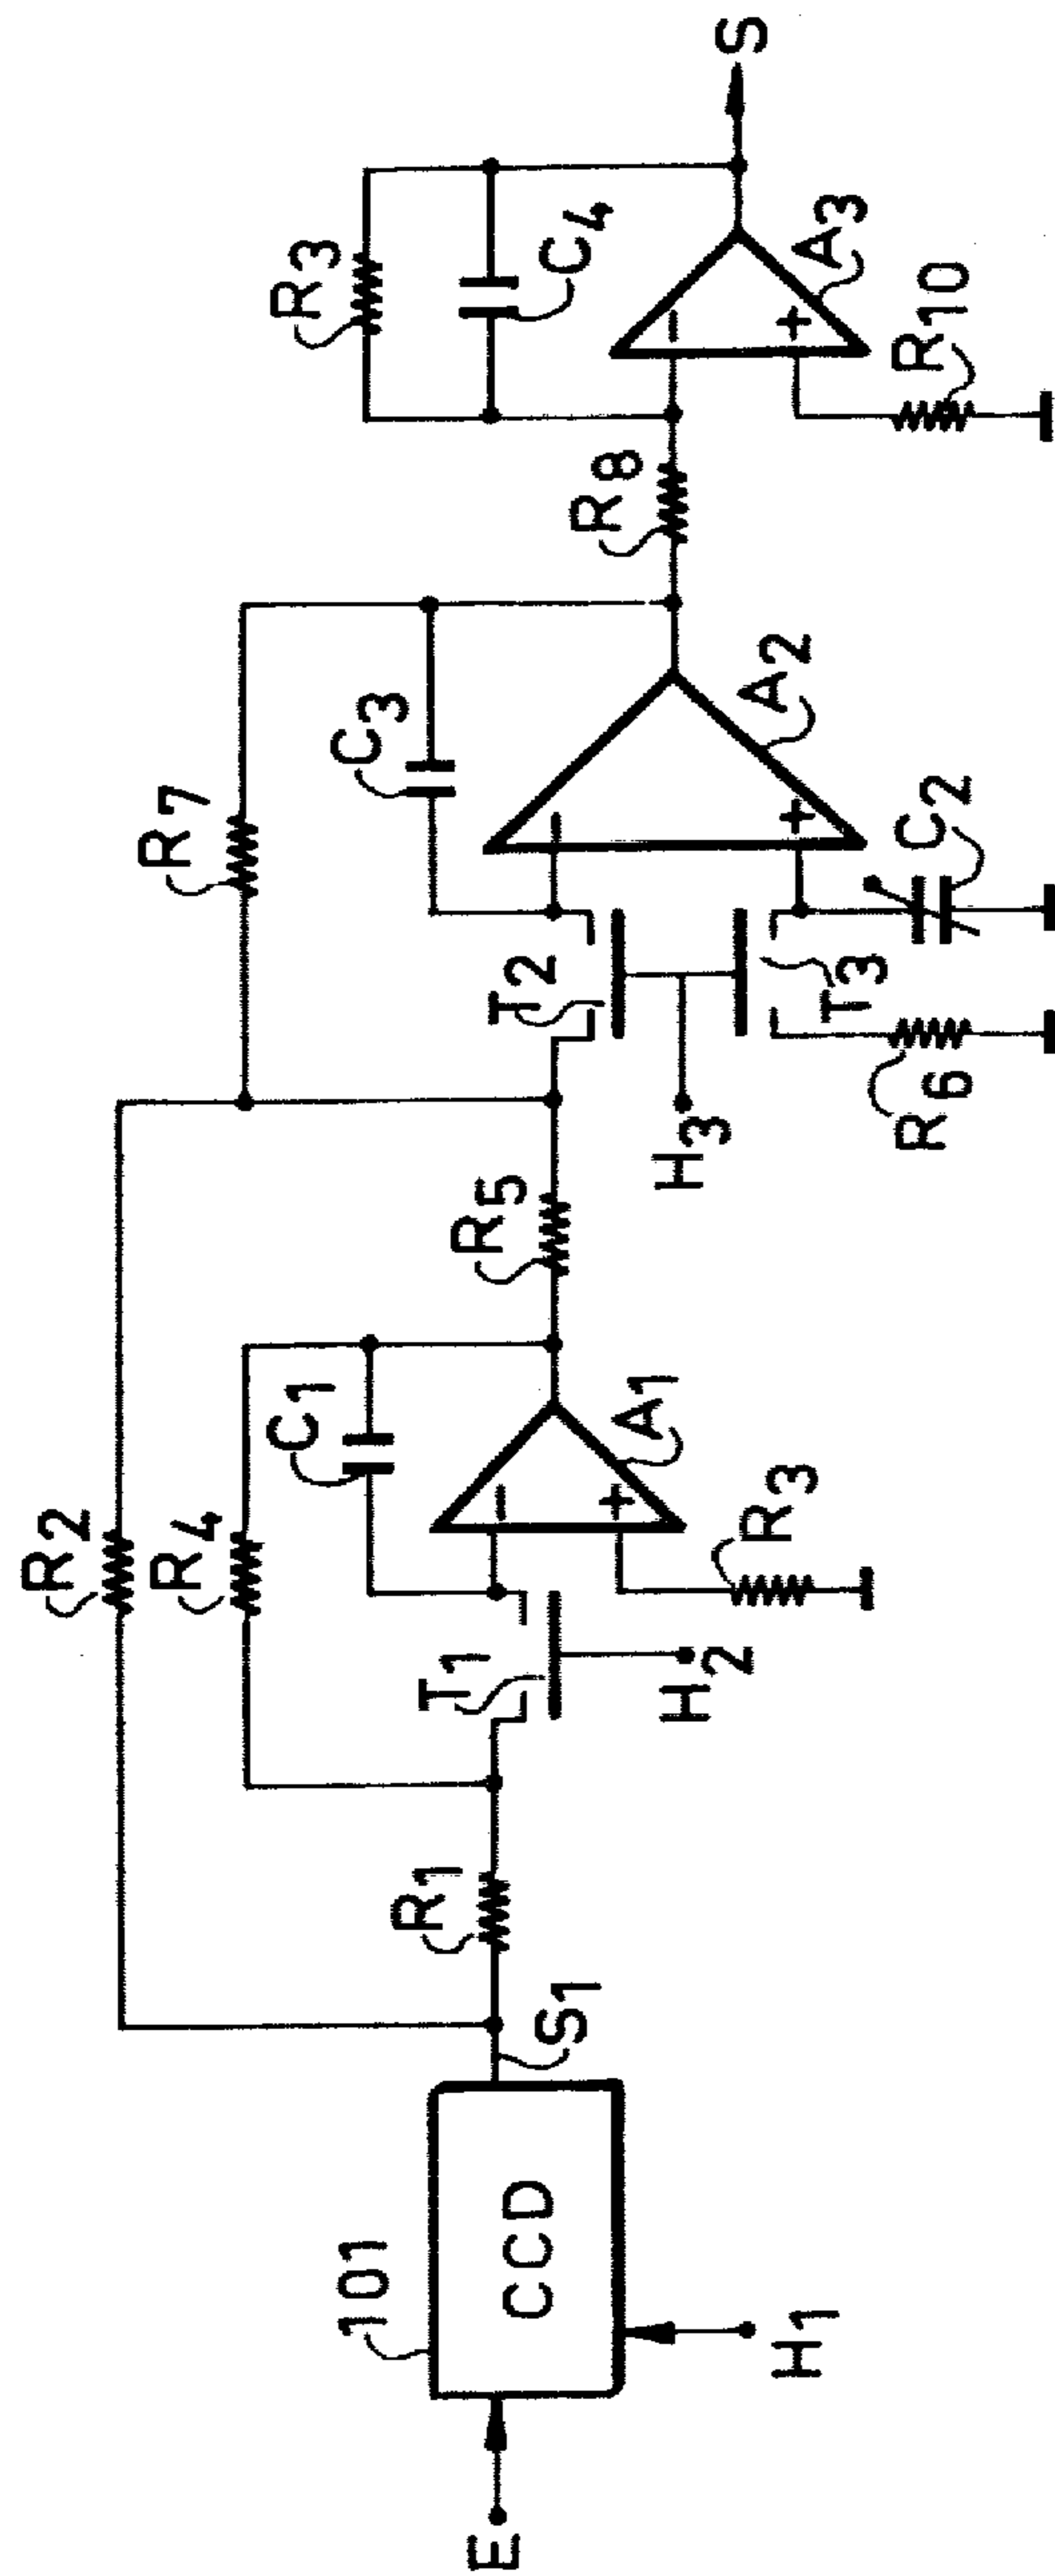 E
101
CCD
H1
S1
R1
R2
R4
T1
H2
C1
A1
R3
R5
R7
T2
H3
T3
R6
C3
A2
C2
R8
R3
C4
A3
R10
S
−
+
−
+
−
+